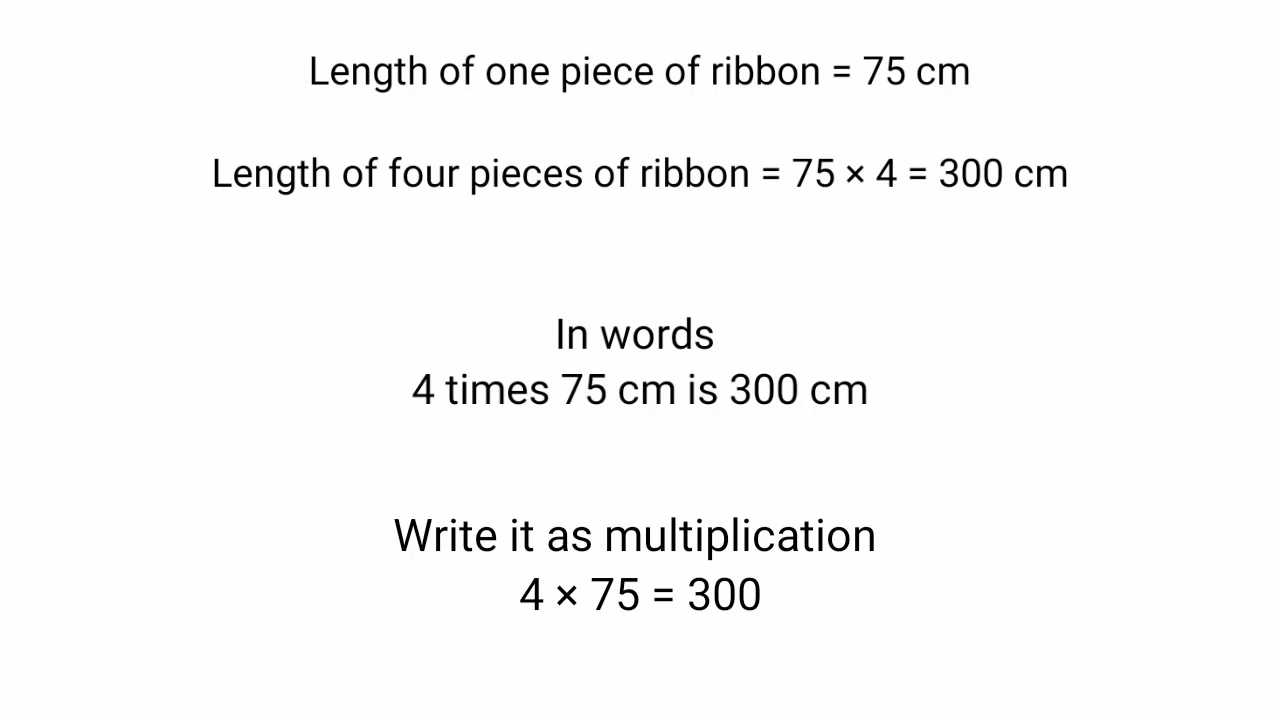 Length of one piece of ribbon = 75 cm
Length of four pieces of ribbon = 75 × 4 = 300 cm
In words
4 times 75 cm is 300 cm
Write it as multiplication
4 × 75 = 300